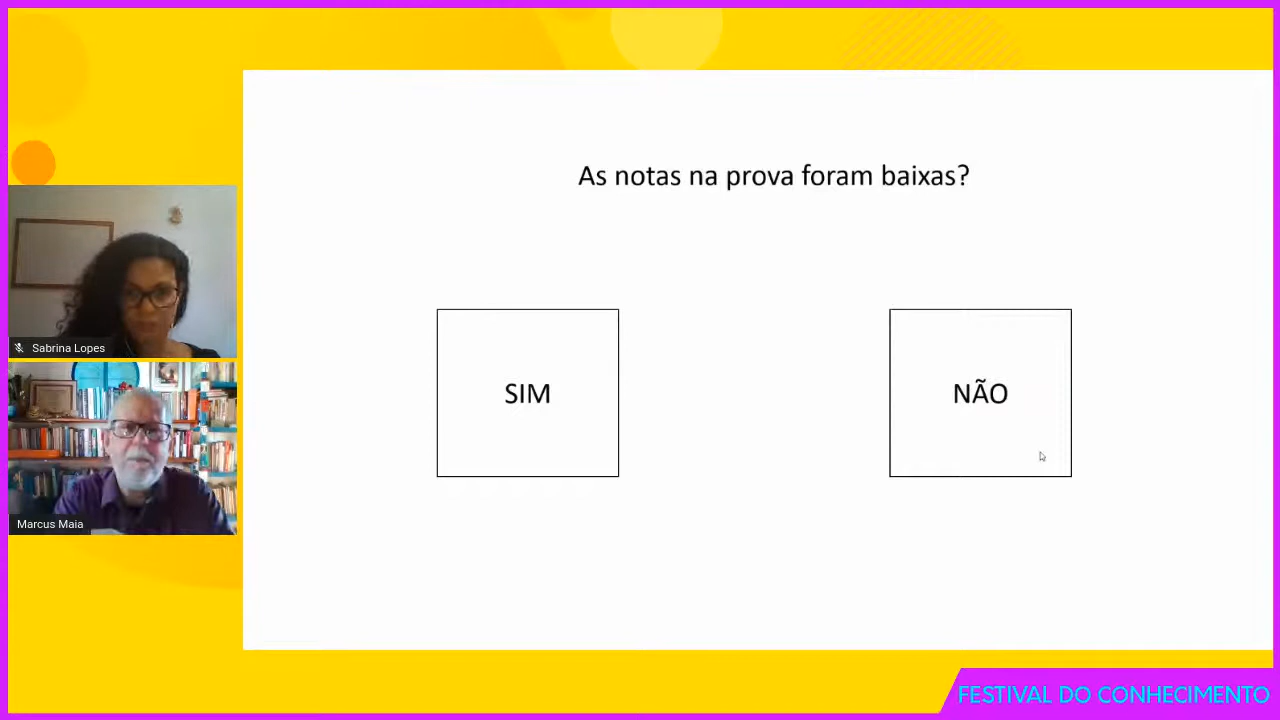 As notas na prova foram baixas?
SIM
NÃO
Sabrina Lopes
Marcus Maia
FESTIVAL DO CONHECIMENTO